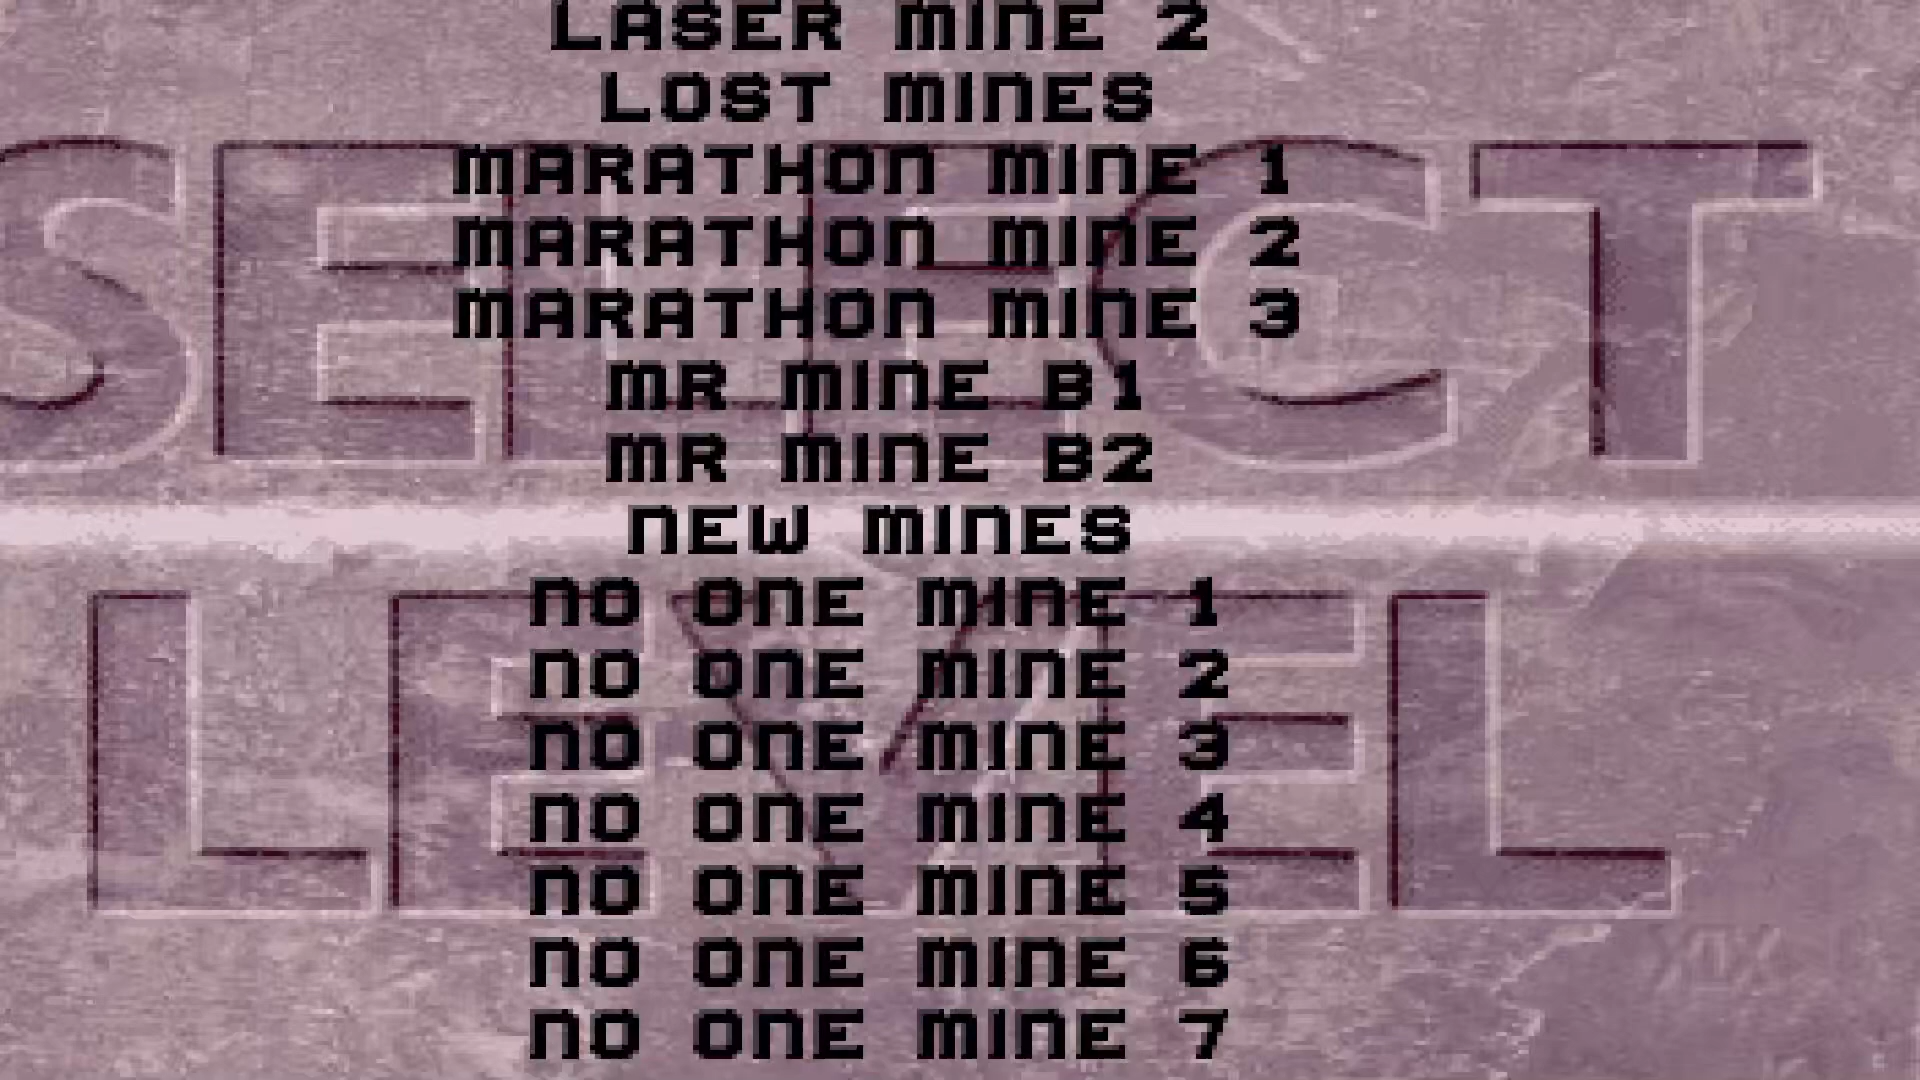 LASER MINE 2
LOST MINES
MARATHON MINE 1
MARATHON MINE 2
MARATHON MINE 3
MR MINE B1
MR MINE B2
NEW MINES
NO ONE MINE 1
NO ONE MINE 2
NO ONE MINE 3
NO ONE MINE 4
NO ONE MINE 5
NO ONE MINE 6
NO ONE MINE 7
SELECT
LEVEL